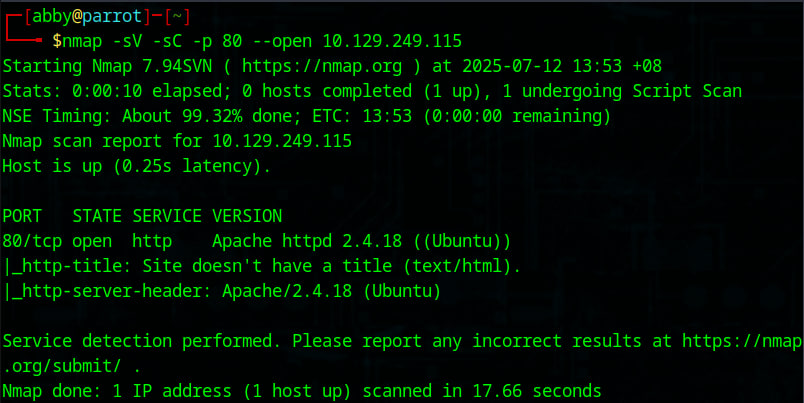 ┌─[abby@parrot]─[~]
└──╼ $nmap -sV -sC -p 80 --open 10.129.249.115
Starting Nmap 7.94SVN ( https://nmap.org ) at 2025-07-12 13:53 +08
Stats: 0:00:10 elapsed; 0 hosts completed (1 up), 1 undergoing Script Scan
NSE Timing: About 99.32% done; ETC: 13:53 (0:00:00 remaining)
Nmap scan report for 10.129.249.115
Host is up (0.25s latency).
PORT   STATE SERVICE VERSION
80/tcp open  http    Apache httpd 2.4.18 ((Ubuntu))
|_http-title: Site doesn't have a title (text/html).
|_http-server-header: Apache/2.4.18 (Ubuntu)
Service detection performed. Please report any incorrect results at https://nmap
.org/submit/ .
Nmap done: 1 IP address (1 host up) scanned in 17.66 seconds